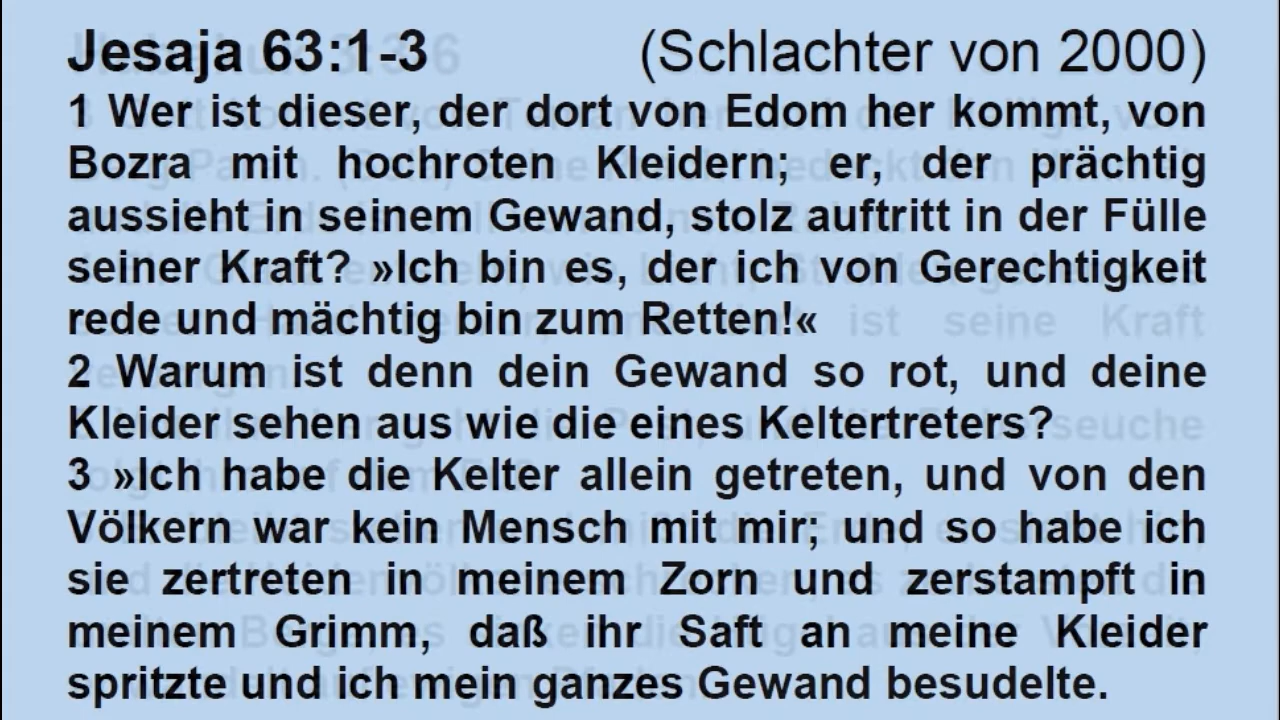 Jesaja 63:1-3 (Schlachter von 2000)
1 Wer ist dieser, der dort von Edom her kommt, von
Bozra mit hochroten Kleidern; er, der prächtig
aussieht in seinem Gewand, stolz auftritt in der Fülle
seiner Kraft? »Ich bin es, der ich von Gerechtigkeit
rede und mächtig bin zum Retten!«
2 Warum ist denn dein Gewand so rot, und deine
Kleider sehen aus wie die eines Keltertreters?
3 »Ich habe die Kelter allein getreten, und von den
Völkern war kein Mensch mit mir; und so habe ich
sie zertreten in meinem Zorn und zerstampft in
meinem Grimm, daß ihr Saft an meine Kleider
spritzte und ich mein ganzes Gewand besudelte.